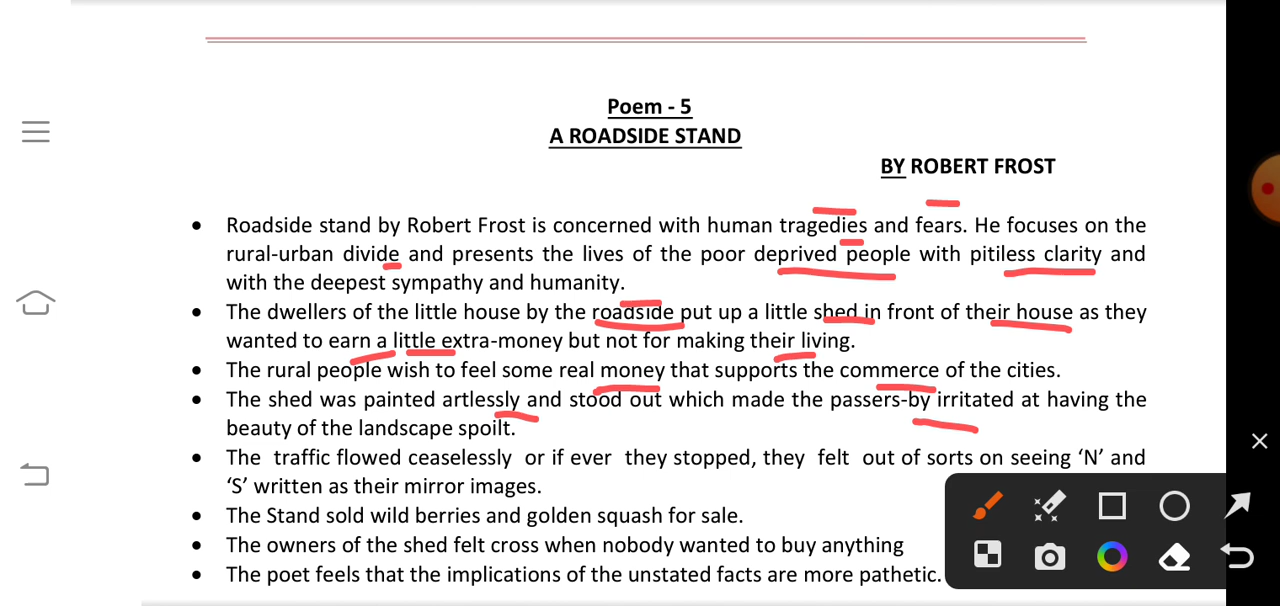 Poem - 5
A ROADSIDE STAND
BY ROBERT FROST
• Roadside stand by Robert Frost is concerned with human tragedies and fears. He focuses on the
rural-urban divide and presents the lives of the poor deprived people with pitiless clarity and
with the deepest sympathy and humanity.
• The dwellers of the little house by the roadside put up a little shed in front of their house as they
wanted to earn a little extra-money but not for making their living.
• The rural people wish to feel some real money that supports the commerce of the cities.
• The shed was painted artlessly and stood out which made the passers-by irritated at having the
beauty of the landscape spoilt.
• The traffic flowed ceaselessly or if ever they stopped, they felt out of sorts on seeing ‘N’ and
‘S’ written as their mirror images.
• The Stand sold wild berries and golden squash for sale.
• The owners of the shed felt cross when nobody wanted to buy anything
• The poet feels that the implications of the unstated facts are more pathetic.